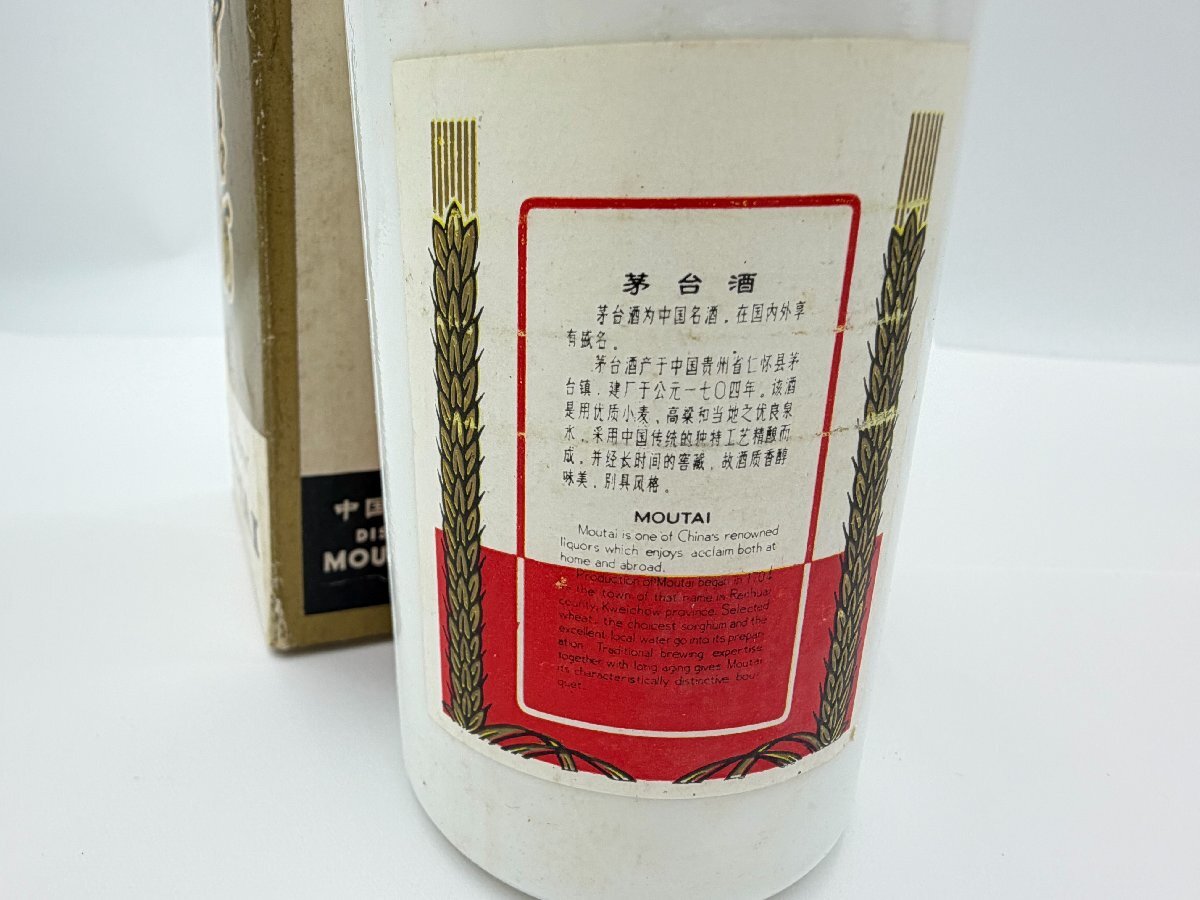 茅台酒
茅台酒为中国名酒，在国内外享
有盛名。
茅台酒产于中国贵州省仁怀县茅
台镇．建厂于公元一七〇四年。该酒
是用优质小麦，高粱和当地之优良泉
水，采用中国传统的独特工艺精酿而
成，并经长时间的窖藏，故酒质香醇
味美，别具风格。
MOUTAI
Moutai is one of China's renowned
liquors which enjoys acclaim both at
home and abroad.
Production of Moutai began in 1704
the town of that name in Renhuai
county, Kweichow province. Selected
wheat, the choicest sorghum and the
excellent local water go into its prepar-
ation. Traditional brewing expertise
together with long aging gives Moutai
its characteristically distinctive bou-
quet.
中国
DIS
MOU